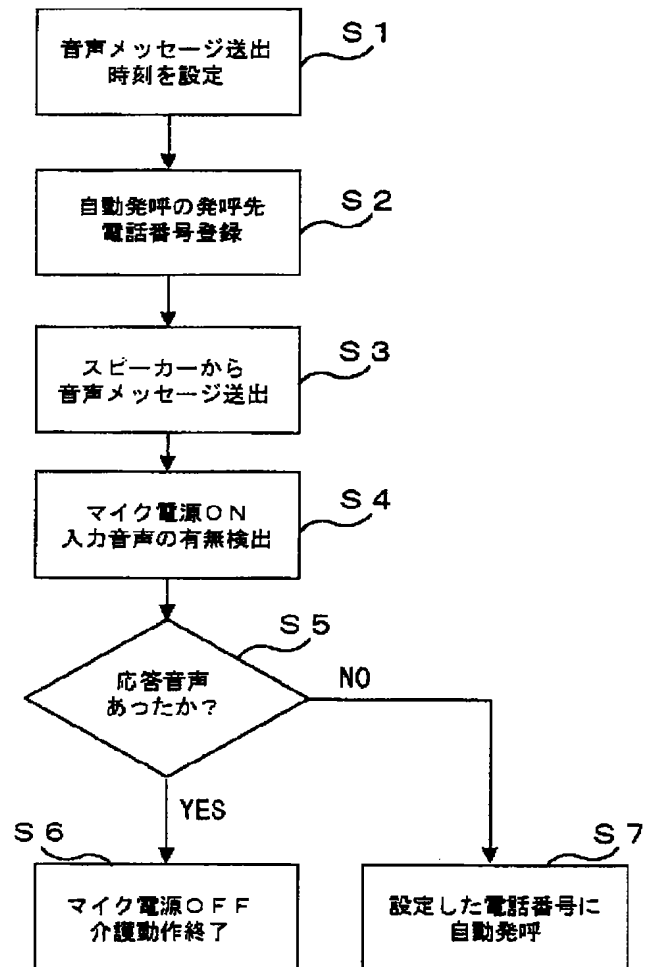 音声メッセージ送出
時刻を設定
S1
自動発呼の発呼先
電話番号登録
S2
スピーカーから
音声メッセージ送出
S3
マイク電源ON
入力音声の有無検出
S4
S5
応答音声
あったか？
NO
YES
S6
マイク電源OFF
介護動作終了
S7
設定した電話番号に
自動発呼